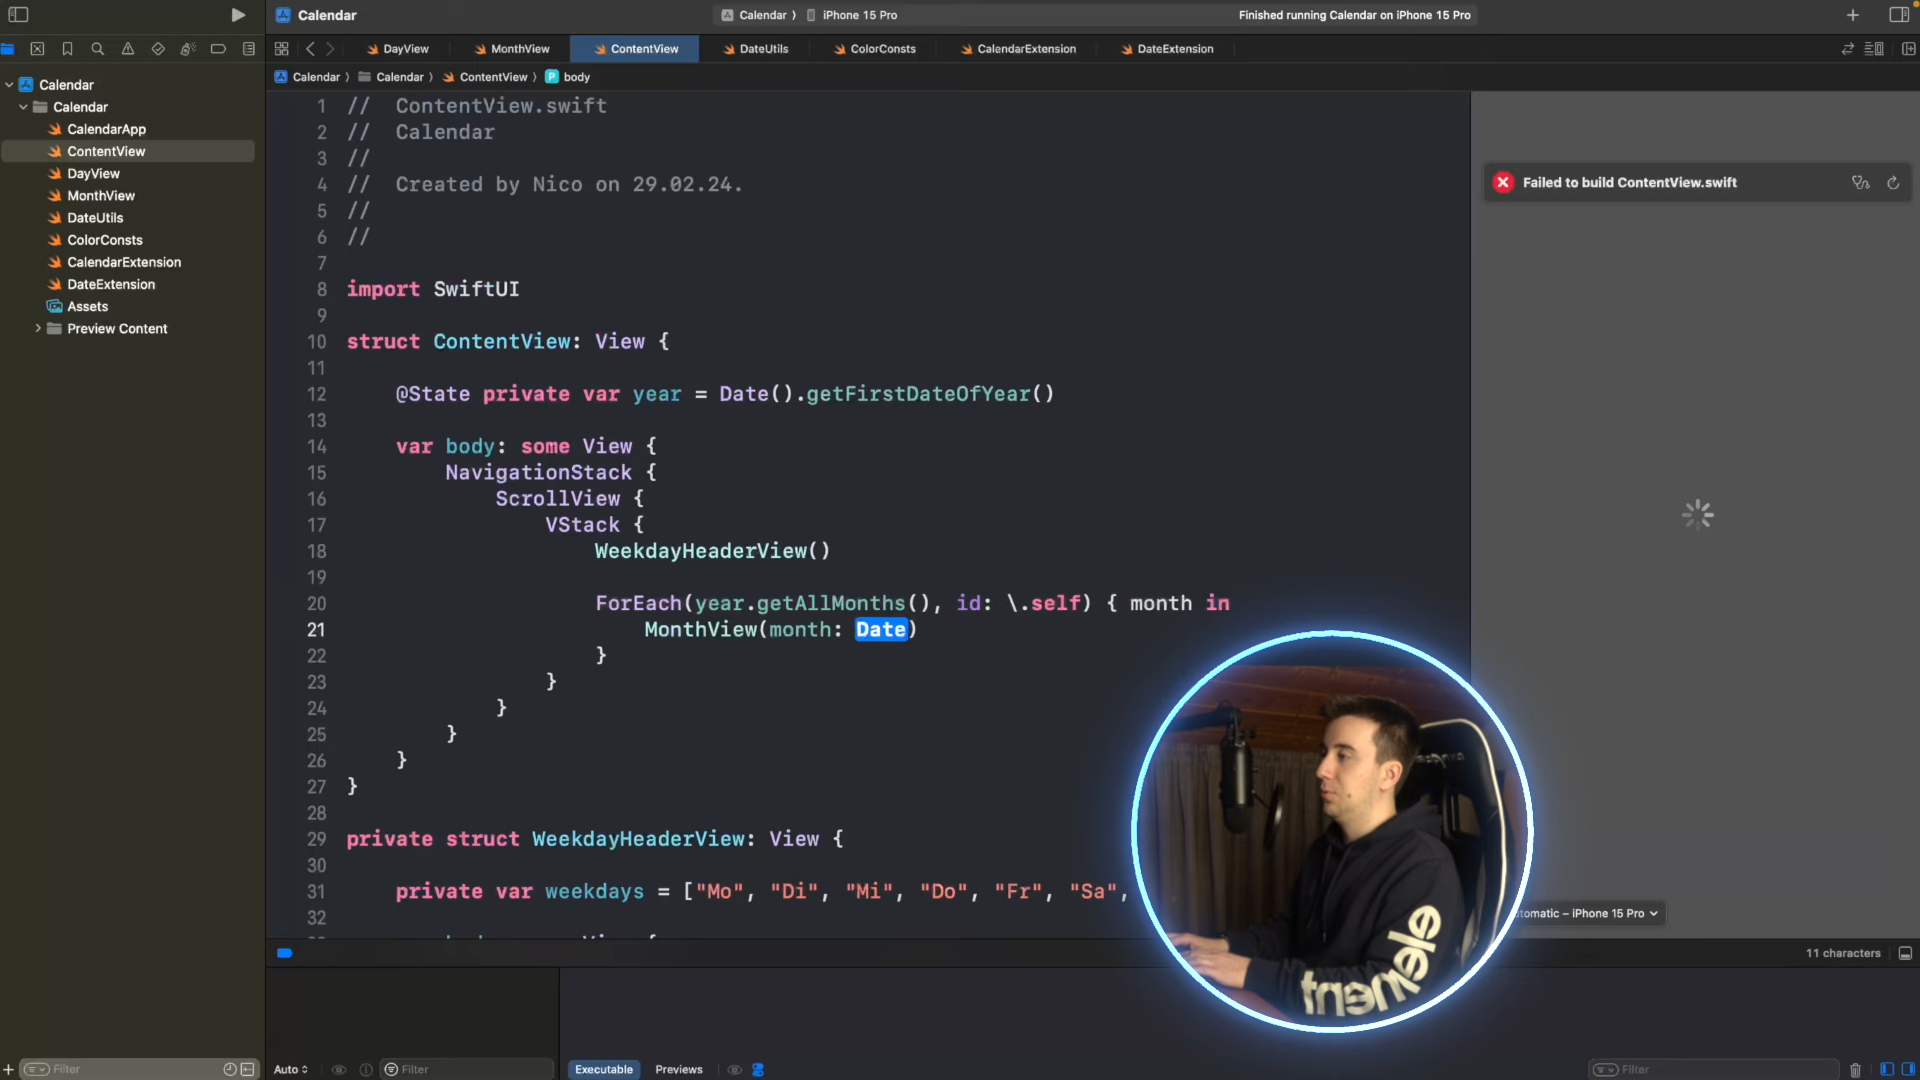 Calendar
Calendar
iPhone 15 Pro
Finished running Calendar on iPhone 15 Pro
DayView
MonthView
ContentView
DateUtils
ColorConsts
CalendarExtension
DateExtension
Calendar
Calendar
ContentView
P body
Calendar
Calendar
CalendarApp
ContentView
DayView
MonthView
DateUtils
ColorConsts
CalendarExtension
DateExtension
Assets
Preview Content
1 // ContentView.swift
2 // Calendar
3 //
4 // Created by Nico on 29.02.24.
5 //
6 //
7
8 import SwiftUI
9
10 struct ContentView: View {
11
12 @State private var year = Date().getFirstDateOfYear()
13
14 var body: some View {
15 NavigationStack {
16 ScrollView {
17 VStack {
18 WeekdayHeaderView()
19
20 ForEach(year.getAllMonths(), id: \.self) { month in
21 MonthView(month: Date)
22 }
23 }
24 }
25 }
26 }
27 }
28
29 private struct WeekdayHeaderView: View {
30
31 private var weekdays = ["Mo", "Di", "Mi", "Do", "Fr", "Sa",
32
Failed to build ContentView.swift
– iPhone 15 Pro
11 characters
element
Filter
Auto
Filter
Executable
Previews
Filter